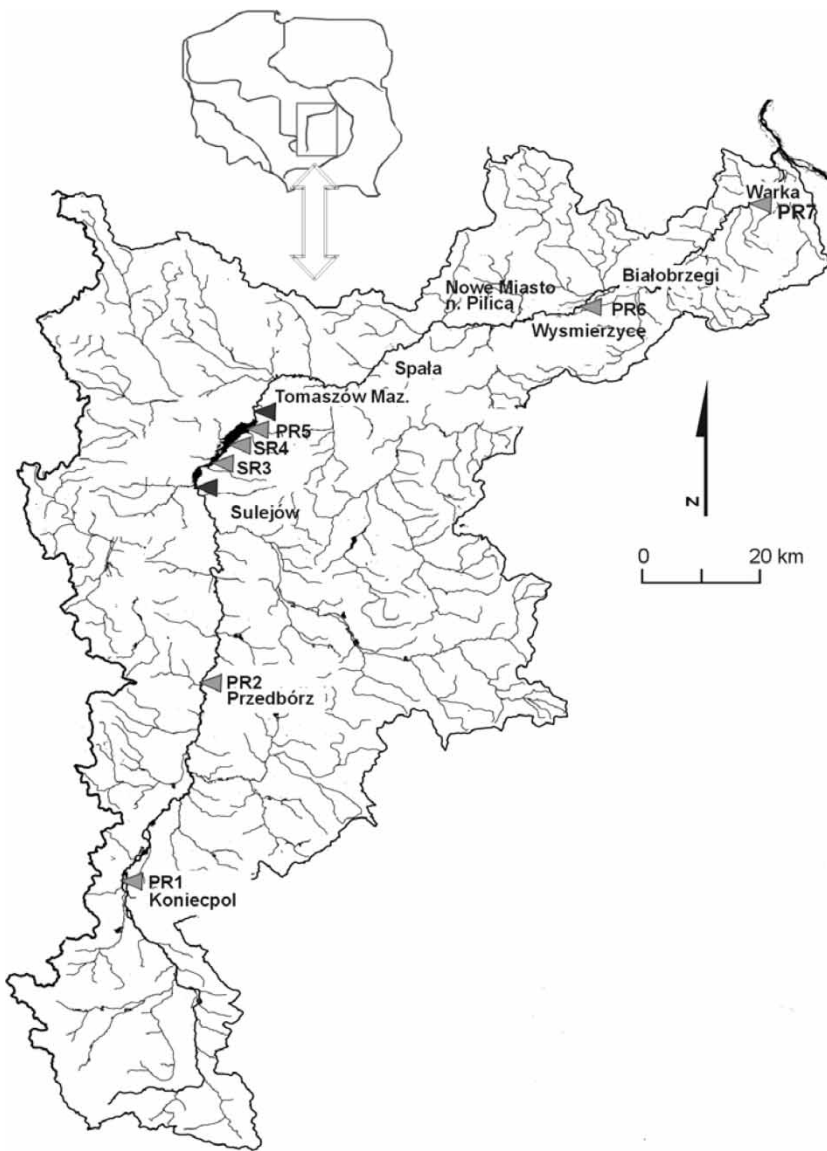 Warka
PR7
Białobrzegi
Nowe Miasto
n. Pilicą
PR6
Wysmierzyce
Spała
Tomaszów Maz.
PR5
SR4
SR3
Sulejów
N
0 20 km
PR2
Przedbórz
PR1
Koniecpol